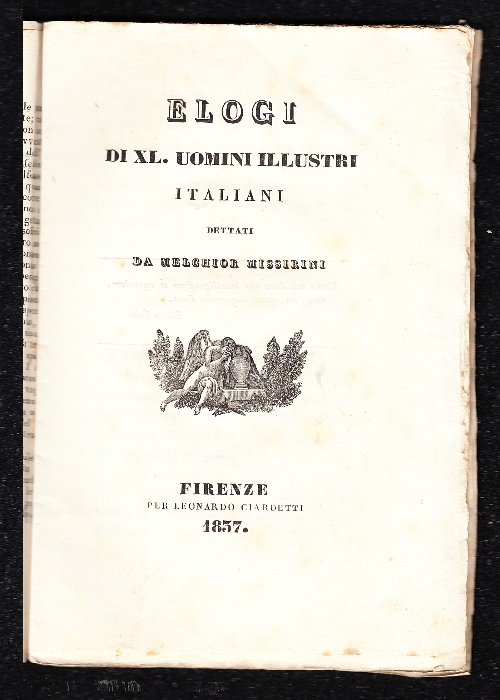 ELOGI
DI XL. UOMINI ILLUSTRI
ITALIANI
DETTATI
DA MELCHIOR MISSIRINI
FIRENZE
PER LEONARDO CIARDETTI
1837.